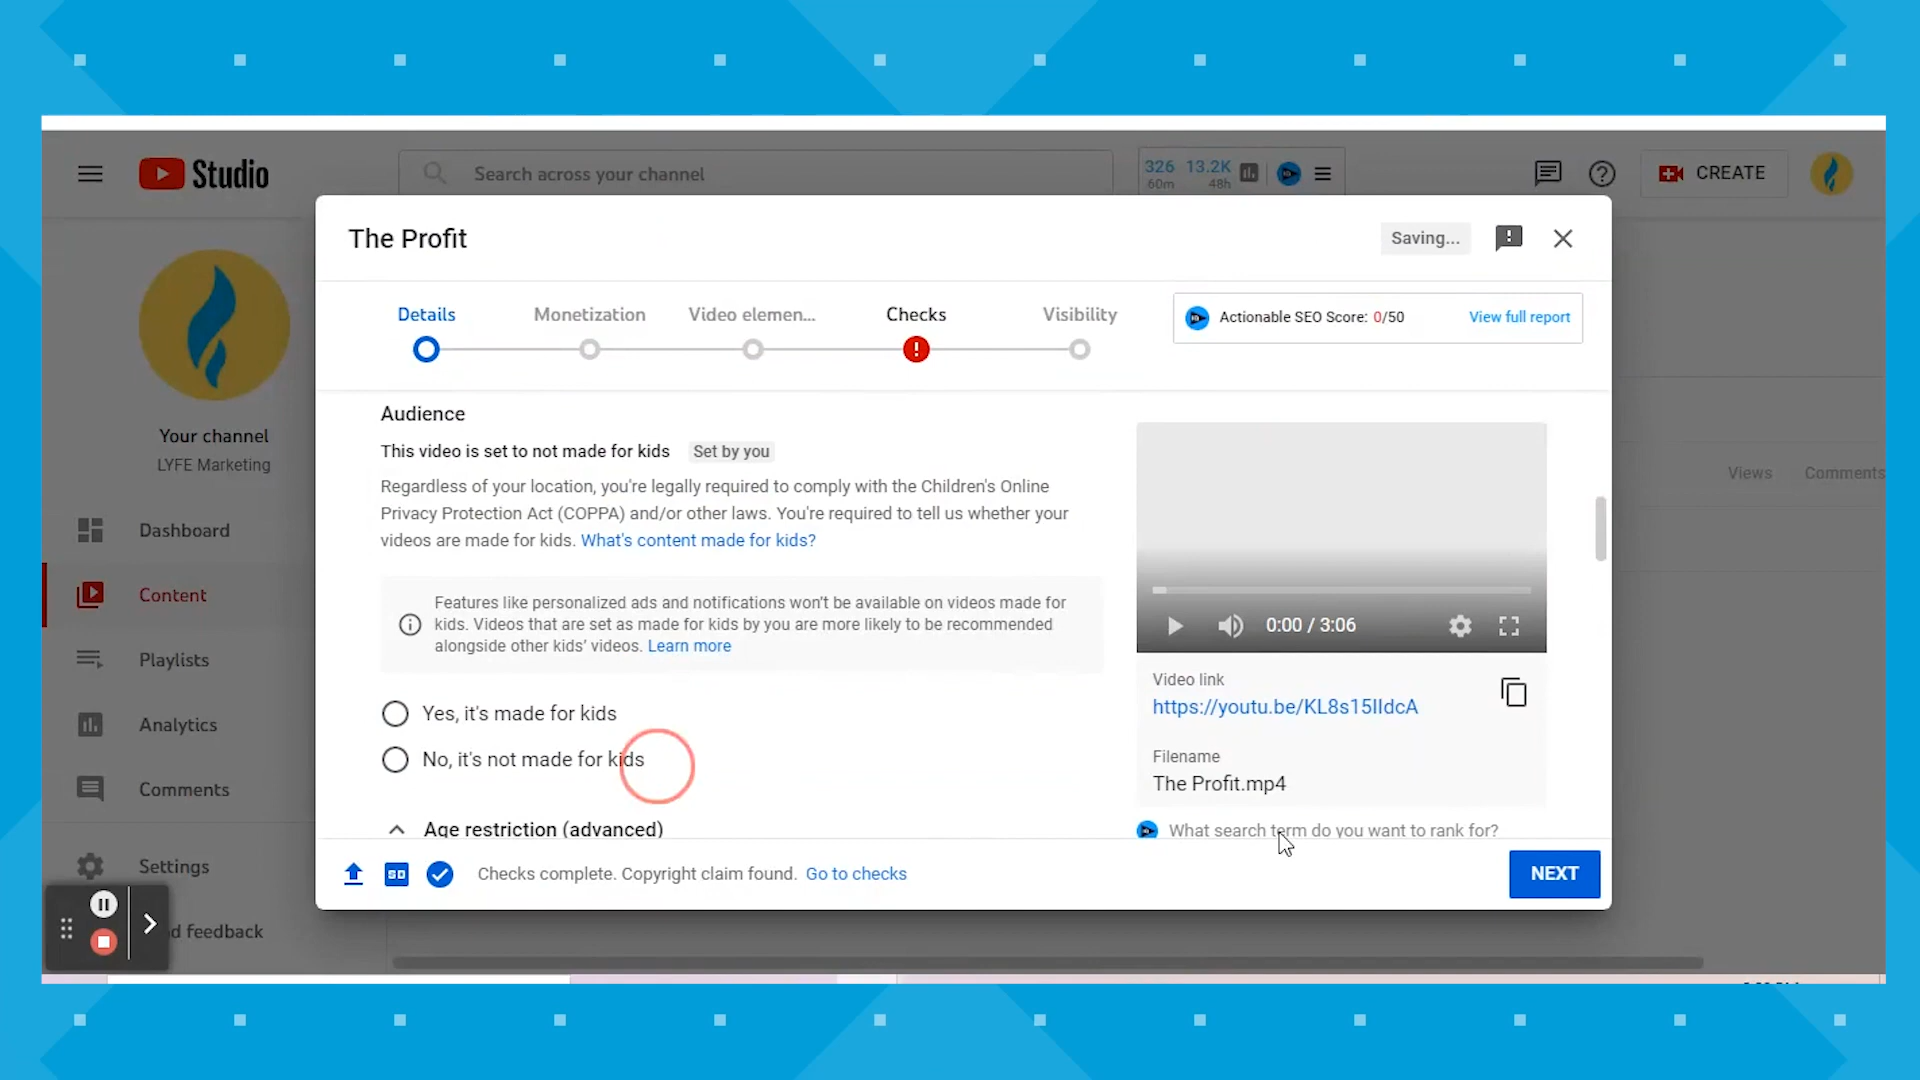 Studio
Search across your channel
326 13.2K
60m 48h
CREATE
The Profit
Saving...
Details Monetization Video elemen... Checks Visibility
Actionable SEO Score: 0/50 View full report
Audience
This video is set to not made for kids Set by you
Regardless of your location, you're legally required to comply with the Children's Online
Privacy Protection Act (COPPA) and/or other laws. You're required to tell us whether your
videos are made for kids. What's content made for kids?
Features like personalized ads and notifications won't be available on videos made for
kids. Videos that are set as made for kids by you are more likely to be recommended
alongside other kids' videos. Learn more
Yes, it's made for kids
No, it's not made for kids
Age restriction (advanced)
0:00 / 3:06
Video link
https://youtu.be/KL8s15IIdcA
Filename
The Profit.mp4
What search term do you want to rank for?
SD
Checks complete. Copyright claim found. Go to checks
NEXT
Your channel
LYFE Marketing
Dashboard
Content
Playlists
Analytics
Comments
Settings
d feedback
Views Comments